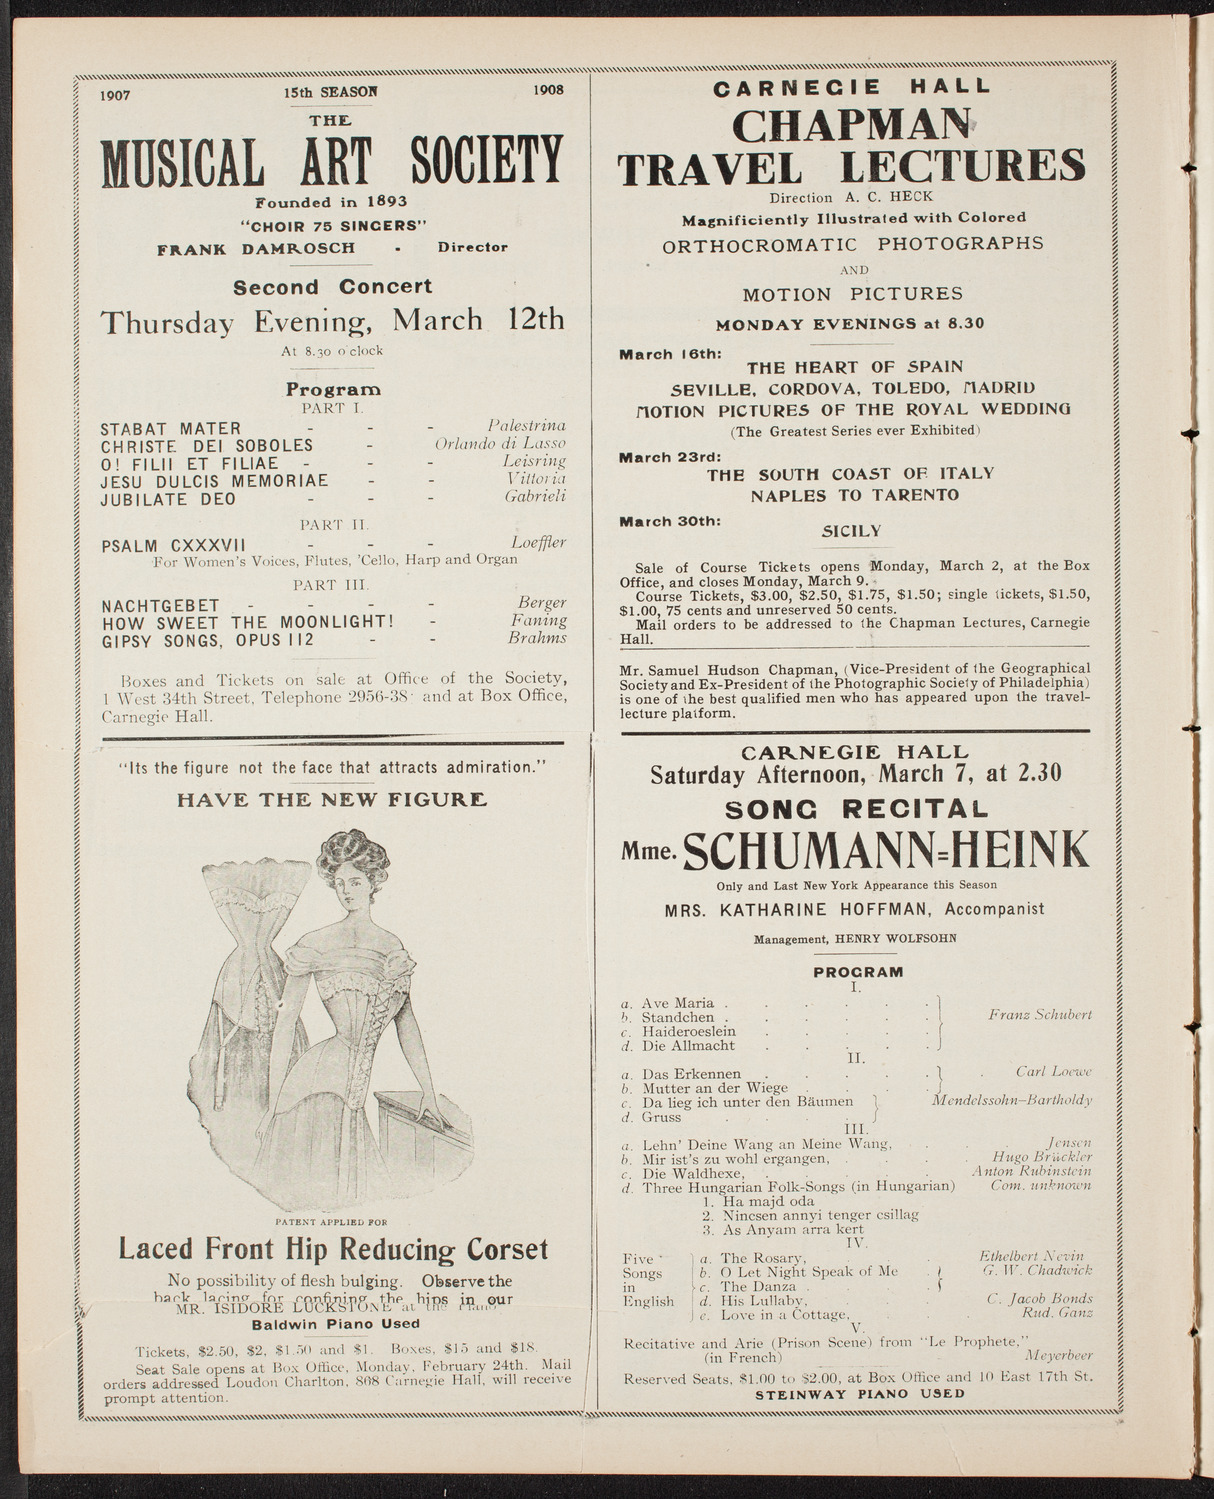 1907 15th SEASON 1908
THE
MUSICAL ART SOCIETY
Founded in 1893
"CHOIR 75 SINGERS"
FRANK DAMROSCH - Director
Second Concert
Thursday Evening, March 12th
At 8.30 o'clock
Program
PART I.
STABAT MATER - - - Palestrina
CHRISTE DEI SOBOLES - Orlando di Lasso
O! FILII ET FILIAE - - - Leisring
JESU DULCIS MEMORIAE - - Vittoria
JUBILATE DEO - - - Gabrieli
PART II.
PSALM CXXXVII - - - Loeffler
For Women's Voices, Flutes, 'Cello, Harp and Organ
PART III.
NACHTGEBET - - - - Berger
HOW SWEET THE MOONLIGHT! - Faning
GIPSY SONGS, OPUS 112 - - Brahms
Boxes and Tickets on sale at Office of the Society,
1 West 34th Street, Telephone 2956-38 and at Box Office,
Carnegie Hall.
"Its the figure not the face that attracts admiration."
HAVE THE NEW FIGURE
PATENT APPLIED FOR
Laced Front Hip Reducing Corset
No possibility of flesh bulging. Observe the
back lacing for confining the hips in our
MR. ISIDORE LUCKSTONE at the Piano
Baldwin Piano Used
Tickets, $2.50, $2, $1.50 and $1. Boxes, $15 and $18.
Seat Sale opens at Box Office, Monday, February 24th. Mail
orders addressed Loudon Charlton, 868 Carnegie Hall, will receive
prompt attention.
CARNEGIE HALL
CHAPMAN
TRAVEL LECTURES
Direction A. C. HECK
Magnificiently Illustrated with Colored
ORTHOCROMATIC PHOTOGRAPHS
AND
MOTION PICTURES
MONDAY EVENINGS at 8.30
March 16th:
THE HEART OF SPAIN
SEVILLE, CORDOVA, TOLEDO, MADRID
MOTION PICTURES OF THE ROYAL WEDDING
(The Greatest Series ever Exhibited)
March 23rd:
THE SOUTH COAST OF ITALY
NAPLES TO TARENTO
March 30th:
SICILY
Sale of Course Tickets opens Monday, March 2, at the Box
Office, and closes Monday, March 9.
Course Tickets, $3.00, $2.50, $1.75, $1.50; single tickets, $1.50,
$1.00, 75 cents and unreserved 50 cents.
Mail orders to be addressed to the Chapman Lectures, Carnegie
Hall.
Mr. Samuel Hudson Chapman, (Vice-President of the Geographical
Society and Ex-President of the Photographic Society of Philadelphia)
is one of the best qualified men who has appeared upon the travel-
lecture platform.
CARNEGIE HALL
Saturday Afternoon, March 7, at 2.30
SONG RECITAL
Mme. SCHUMANN=HEINK
Only and Last New York Appearance this Season
MRS. KATHARINE HOFFMAN, Accompanist
Management, HENRY WOLFSOHN
PROGRAM
I.
a. Ave Maria
b. Standchen
c. Haideroeslein
d. Die Allmacht
Franz Schubert
II.
a. Das Erkennen
b. Mutter an der Wiege
Carl Loewe
c. Da lieg ich unter den Bäumen
d. Gruss
Mendelssohn-Bartholdy
III.
a. Lehn' Deine Wang an Meine Wang, Jensen
b. Mir ist's zu wohl ergangen, Hugo Brückler
c. Die Waldhexe, Anton Rubinstein
d. Three Hungarian Folk-Songs (in Hungarian) Com. unknown
1. Ha majd oda
2. Nincsen annyi tenger csillag
3. As Anyam arra kert
IV.
Five Songs in English
a. The Rosary, Ethelbert Nevin
b. O Let Night Speak of Me G. W. Chadwick
c. The Danza
d. His Lullaby, C. Jacob Bonds
e. Love in a Cottage, Rud. Ganz
V.
Recitative and Arie (Prison Scene) from "Le Prophete,"
(in French) Meyerbeer
Reserved Seats, $1.00 to $2.00, at Box Office and 10 East 17th St.
STEINWAY PIANO USED